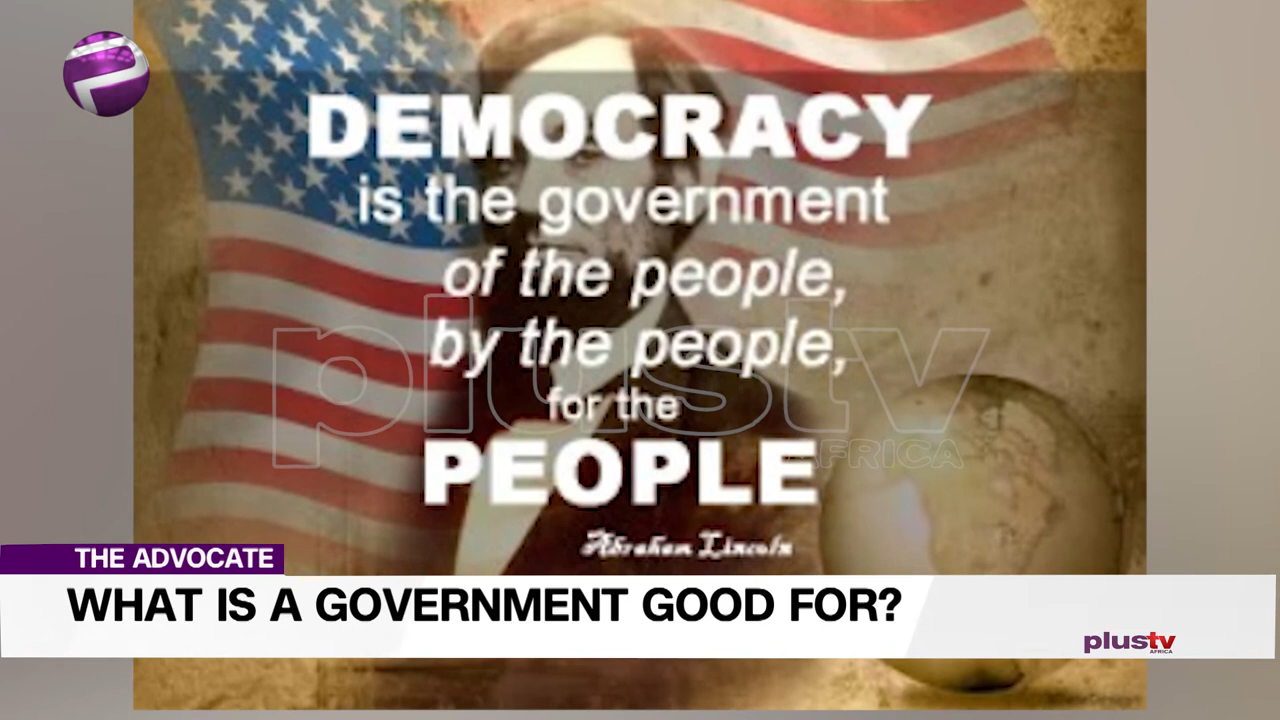 DEMOCRACY
is the government
of the people,
by the people,
for the
PEOPLE
Abraham Lincoln
plustv
AFRICA
THE ADVOCATE
WHAT IS A GOVERNMENT GOOD FOR?
plustv
AFRICA